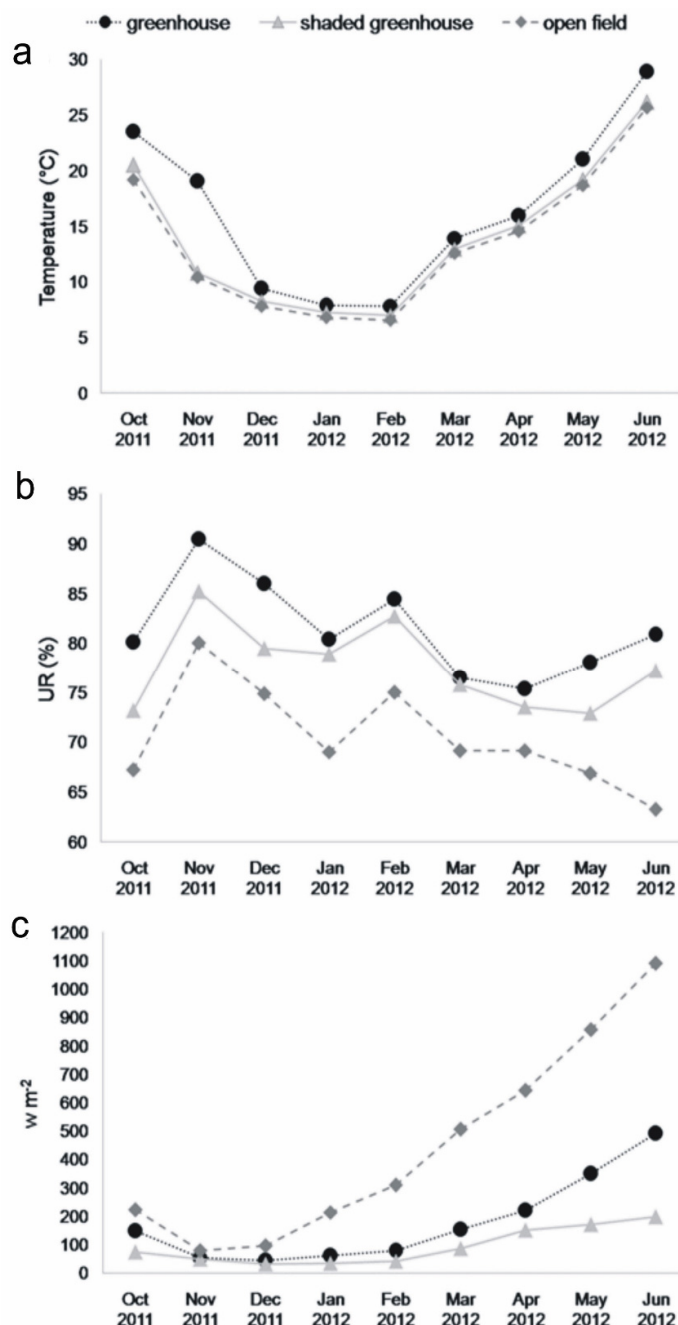 greenhouse shaded greenhouse open field
a
Temperature (°C)
30
25
20
15
10
5
0
Oct Nov Dec Jan Feb Mar Apr May Jun
2011 2011 2011 2012 2012 2012 2012 2012 2012
b
UR (%)
95
90
85
80
75
70
65
60
Oct Nov Dec Jan Feb Mar Apr May Jun
2011 2011 2011 2012 2012 2012 2012 2012 2012
c
w m-2
1200
1100
1000
900
800
700
600
500
400
300
200
100
0
Oct Nov Dec Jan Feb Mar Apr May Jun
2011 2011 2011 2012 2012 2012 2012 2012 2012